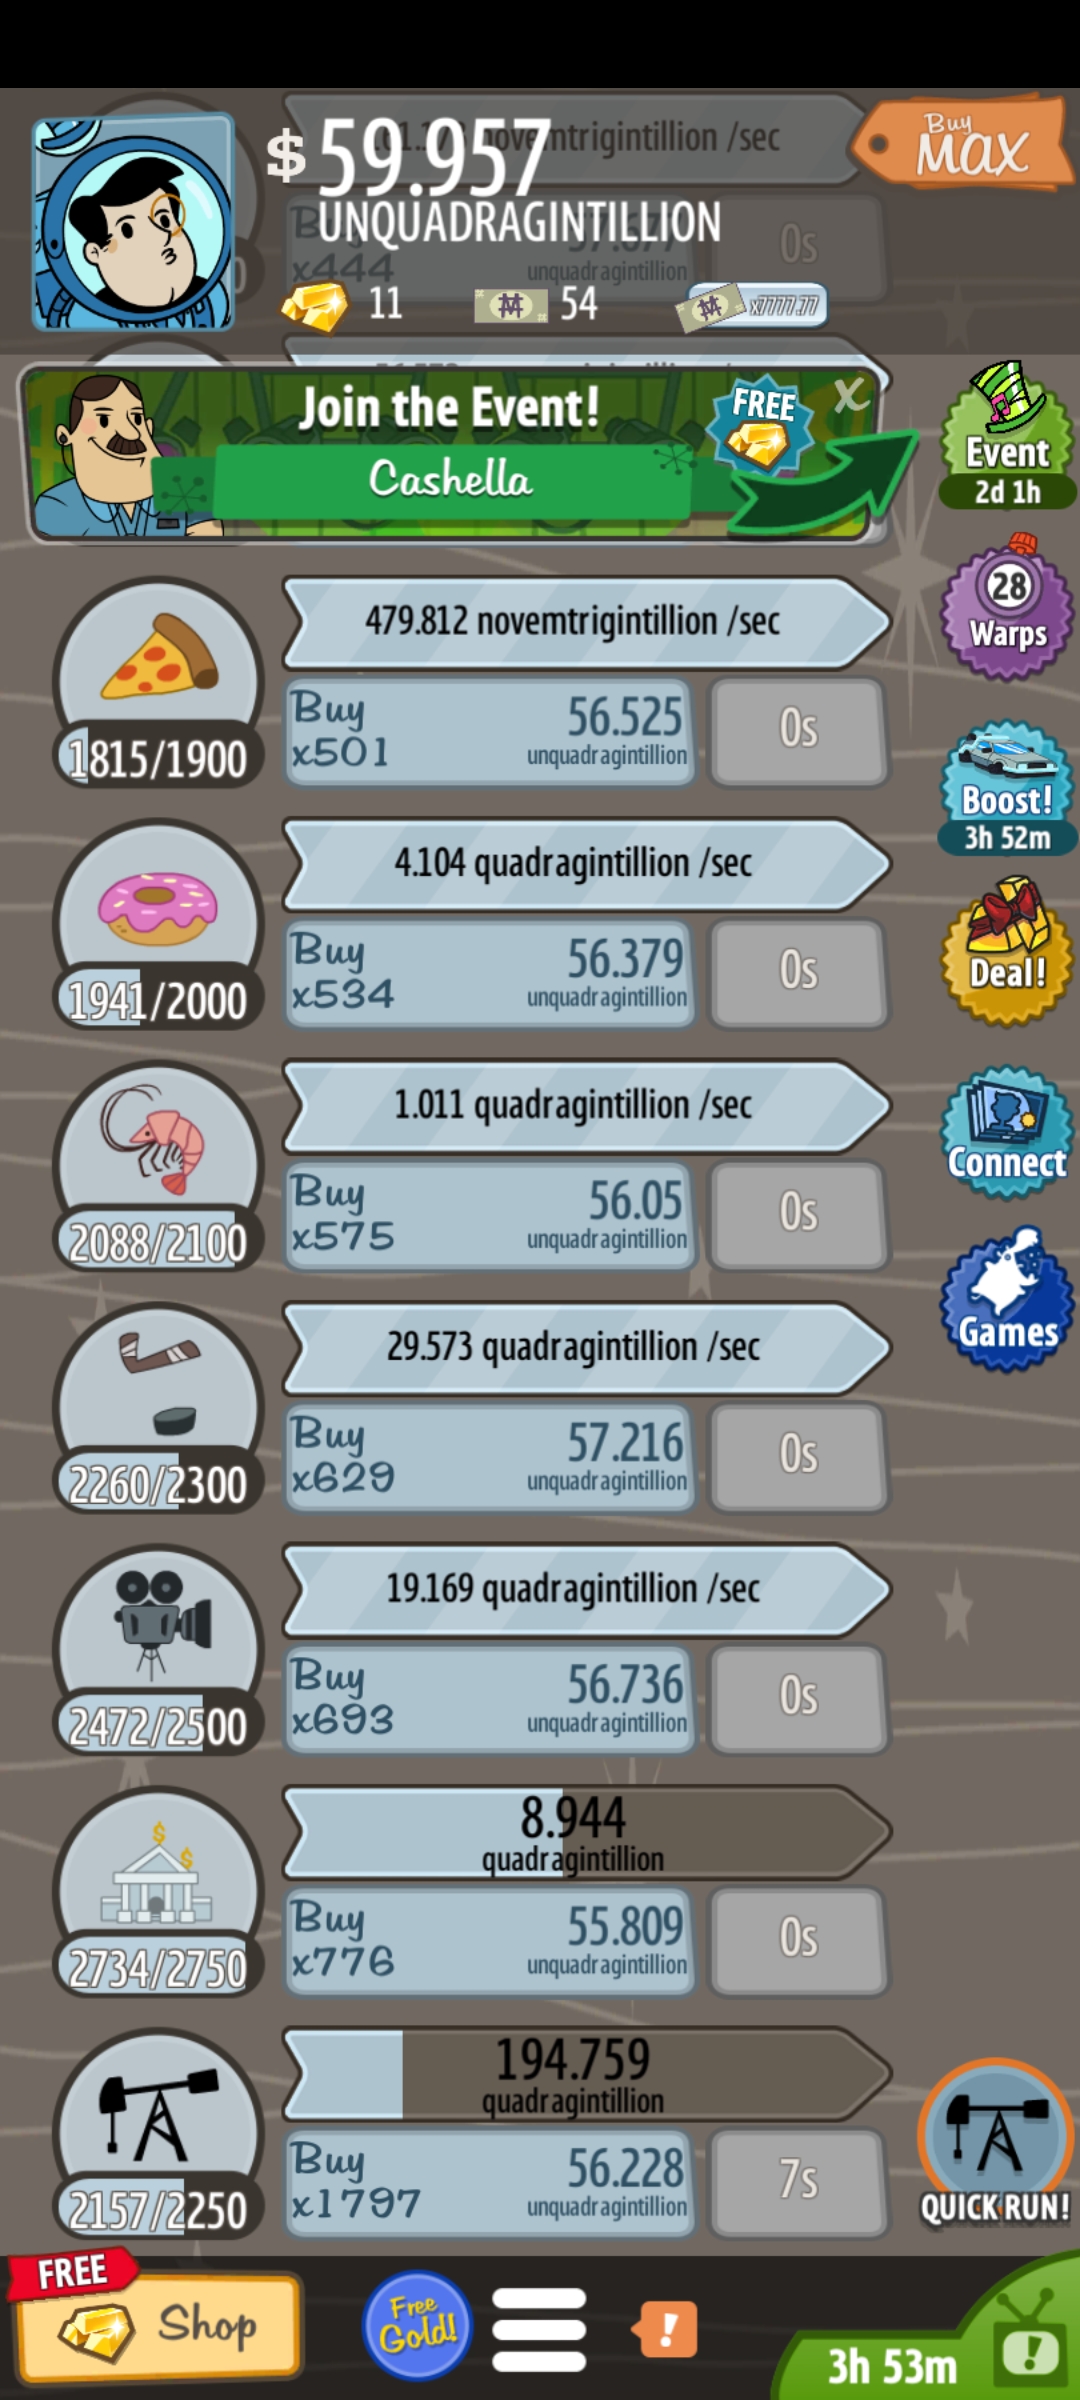 $ 59.957
UNQUADRAGINTILLION
Buy
MAX
novemtrigintillion /sec
x444
unquadragintillion
0s
11
54
x7777.77
Join the Event!
FREE
X
Cashella
Event
2d 1h
28
Warps
479.812 novemtrigintillion /sec
1815/1900
Buy
x501
56.525
unquadragintillion
0s
Boost!
3h 52m
4.104 quadragintillion /sec
1941/2000
Buy
x534
56.379
unquadragintillion
0s
Deal!
1.011 quadragintillion /sec
2088/2100
Buy
x575
56.05
unquadragintillion
0s
Connect
29.573 quadragintillion /sec
2260/2300
Buy
x629
57.216
unquadragintillion
0s
Games
19.169 quadragintillion /sec
2472/2500
Buy
x693
56.736
unquadragintillion
0s
8.944
quadragintillion
2734/2750
Buy
x776
55.809
unquadragintillion
0s
194.759
quadragintillion
2157/2250
Buy
x1797
56.228
unquadragintillion
7s
QUICK RUN!
FREE
Shop
Free
Gold!
!
3h 53m
!